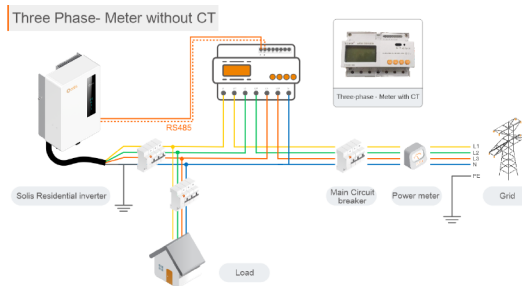 Three Phase- Meter without CT
RS485
Three-phase - Meter with CT
L1
L2
L3
N
PE
Solis Residential inverter
Main Circuit
breaker
Power meter
Grid
Load